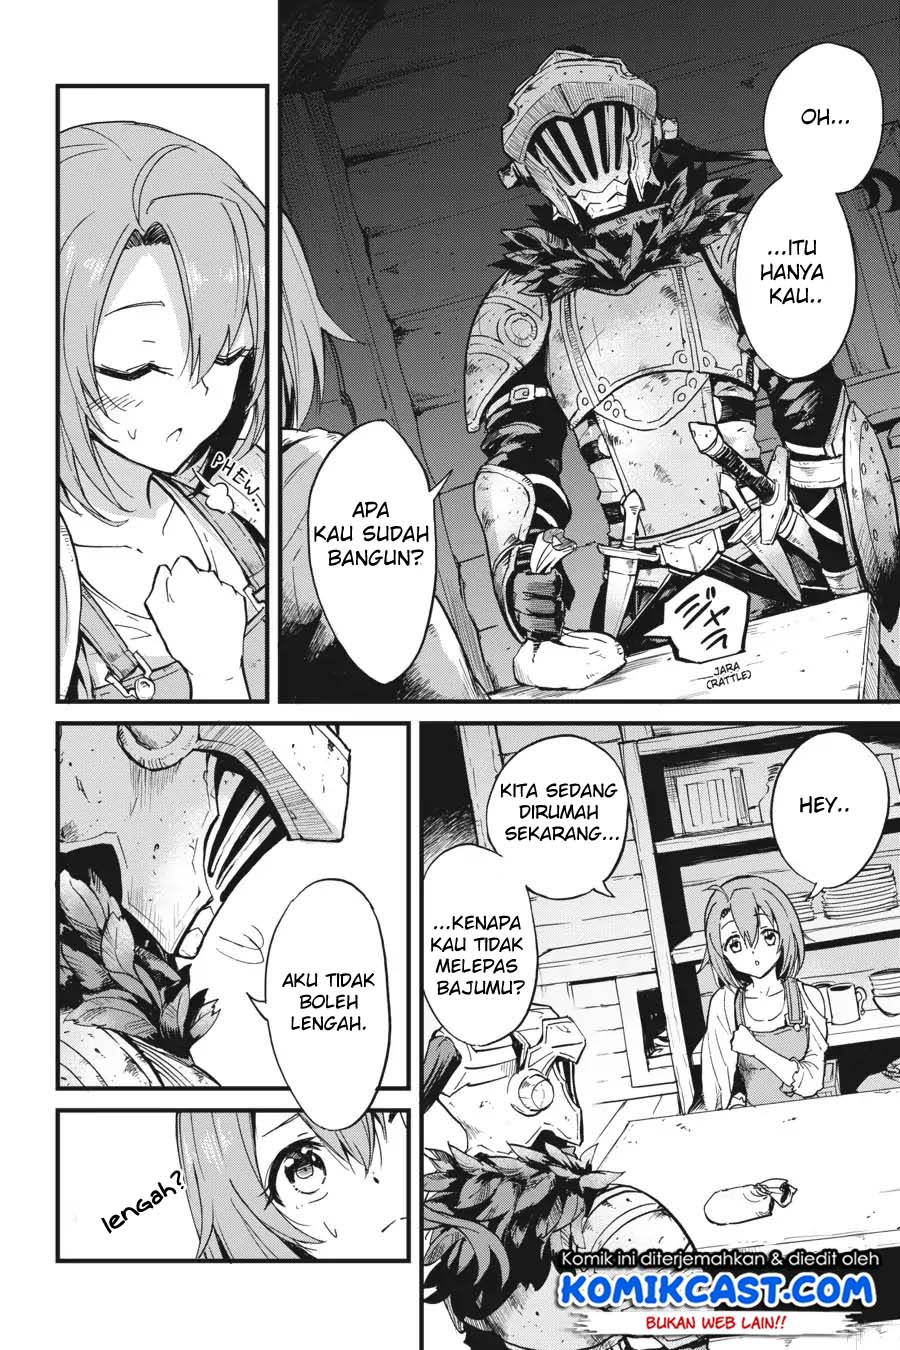 OH...
...ITU
HANYA
KAU..
ジャラ
JARA
(RATTLE)
APA
KAU SUDAH
BANGUN?
PHEW...
HEY..
KITA SEDANG
DIRUMAH
SEKARANG...
...KENAPA
KAU TIDAK
MELEPAS
BAJUMU?
AKU TIDAK
BOLEH
LENGAH.
lengah?
Komik ini diterjemahkan & diedit oleh
KOMIKCAST.COM
BUKAN WEB LAIN!!